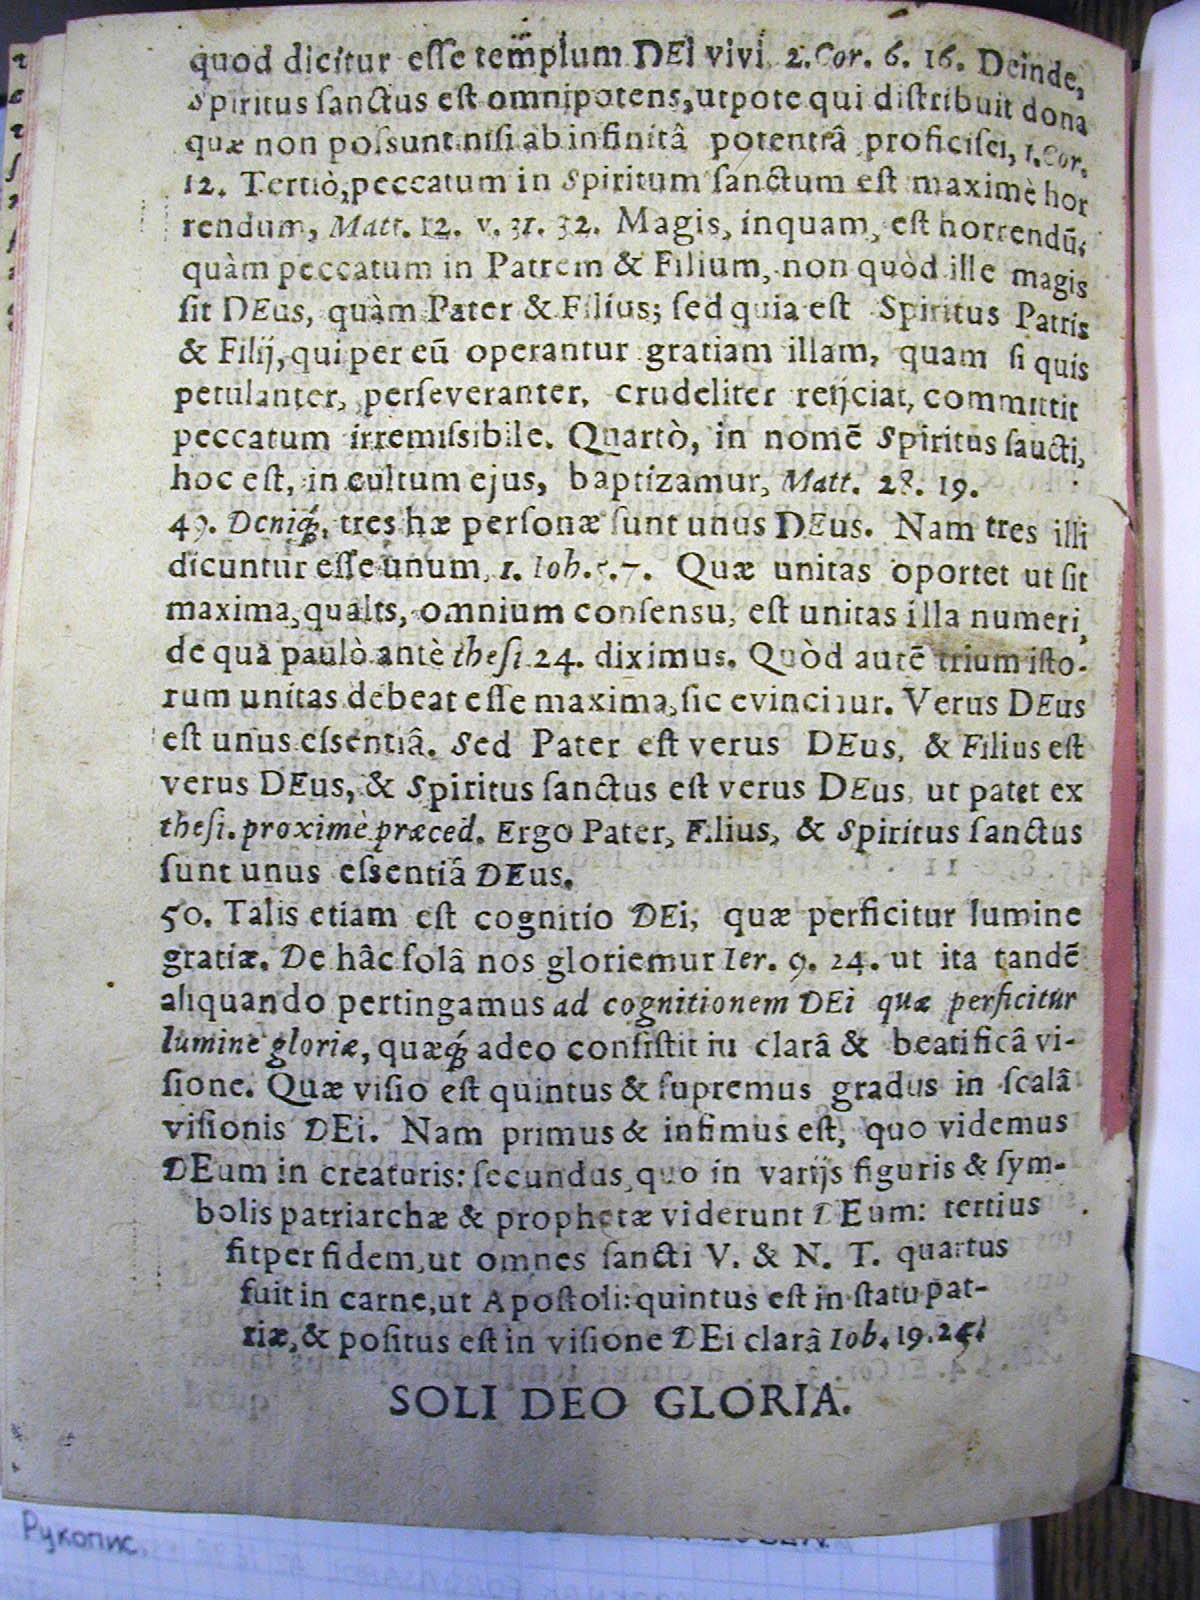 quod dicitur eſſe templum DEI vivi 2. Cor. 6. 16. Deinde,
Spiritus ſanctus eſt omnipotens, utpote qui diſtribuit dona
quæ non poſsunt niſi ab infinitâ potentiâ proficiſci, 1. Cor.
12. Tertiò, peccatum in Spiritum ſanctum eſt maximè hor
rendum, Matt. 12. v. 31. 32. Magis, inquam, eſt horrendū,
quàm peccatum in Patrem & Filium, non quòd ille magis
ſit DEus, quàm Pater & Filius; ſed quia eſt Spiritus Patris
& Filij, qui per eū operantur gratiam illam, quam ſi quis
petulanter, perſeveranter, crudeliter reijciat, committit
peccatum irremiſsibile. Quartò, in nomē Spiritus ſaucti,
hoc eſt, in cultum ejus, baptizamur, Matt. 28. 19.
49. Deniq́;, tres hæ perſonæ ſunt unus DEus. Nam tres illi
dicuntur eſſe unum, 1. Ioh. 5. 7. Quæ unitas oportet ut ſit
maxima, qualts, omnium conſensu, eſt unitas illa numeri,
de qua paulò antè theſi 24. diximus. Quòd autē trium iſto-
rum unitas debeat eſſe maxima, ſic evincitur. Verus DEus
eſt unus eſsentiâ. Sed Pater eſt verus DEus, & Filius eſt
verus DEus, & Spiritus ſanctus eſt verus DEus, ut patet ex
theſi. proximè præced. Ergo Pater, Filius, & Spiritus ſanctus
ſunt unus eſsentiâ DEus.
50. Talis etiam eſt cognitio DEi, quæ perficitur lumine
gratiæ. De hâc ſolâ nos gloriemur Ier. 9. 24. ut ita tandē
aliquando pertingamus ad cognitionem DEi quæ perficitur
lumine gloriæ, quæq́; adeo conſiſtit iu clarâ & beatificâ vi-
ſione. Quæ viſio eſt quintus & ſupremus gradus in ſcalâ
viſionis DEi. Nam primus & infimus eſt, quo videmus
DEum in creaturis: ſecundus, quo in varijs figuris & ſym-
bolis patriarchæ & prophetæ viderunt DEum: tertius
fit per fidem, ut omnes ſancti V. & N. T. quartus
fuit in carne, ut Apoſtoli: quintus eſt in ſtatu pat-
riæ, & poſitus eſt in viſione DEi clarâ Iob. 19. 25.
SOLI DEO GLORIA.
Рукопис.